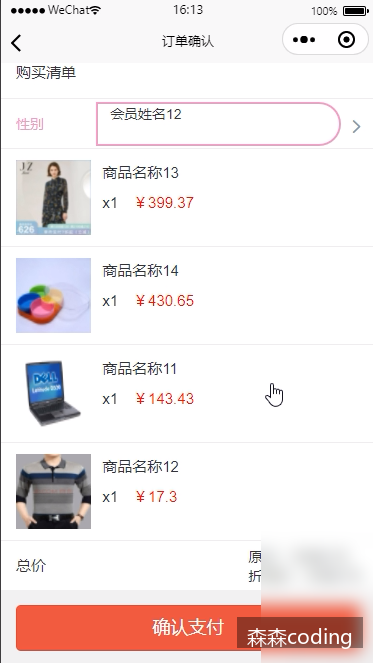 WeChat 16:13 100%
订单确认
购买清单
性别 会员姓名12
商品名称13
x1 ￥399.37
626
商品名称14
x1 ￥430.65
商品名称11
x1 ￥143.43
DELL
商品名称12
x1 ￥17.3
总价 原
折
确认支付
森森coding